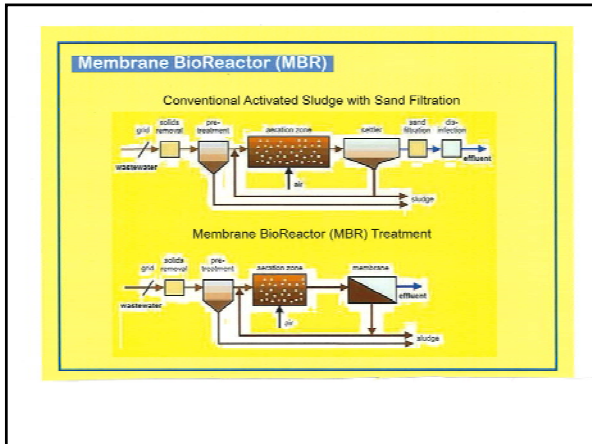 Membrane BioReactor (MBR)
Conventional Activated Sludge with Sand Filtration
grid
solids removal
pre-treatment
aeration zone
settler
sand filtration
dis-infection
wastewater
air
effluent
sludge
Membrane BioReactor (MBR) Treatment
grid
solids removal
pre-treatment
aeration zone
membrane
wastewater
air
effluent
sludge